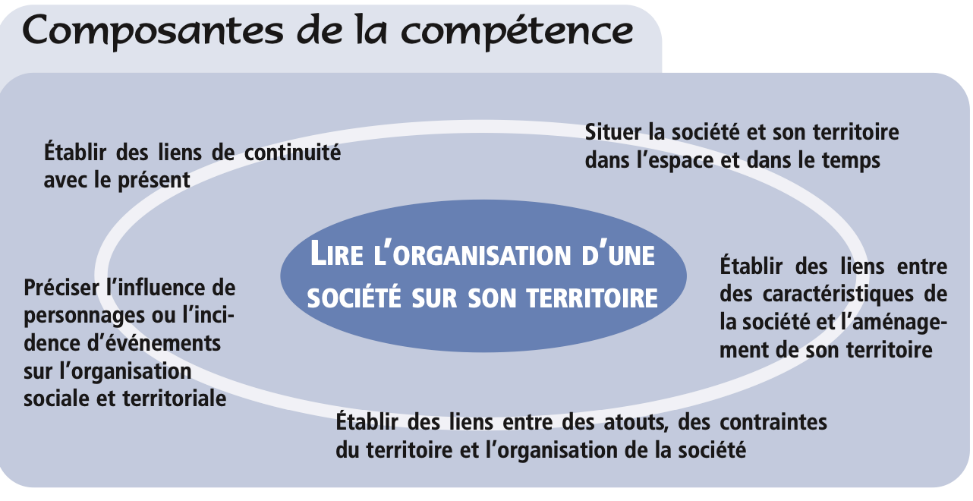 Composantes de la compétence
Établir des liens de continuité
avec le présent
Situer la société et son territoire
dans l'espace et dans le temps
LIRE L'ORGANISATION D'UNE
SOCIÉTÉ SUR SON TERRITOIRE
Établir des liens entre
des caractéristiques de
la société et l'aménage-
ment de son territoire
Préciser l'influence de
personnages ou l'inci-
dence d'événements
sur l'organisation
sociale et territoriale
Établir des liens entre des atouts, des contraintes
du territoire et l'organisation de la société